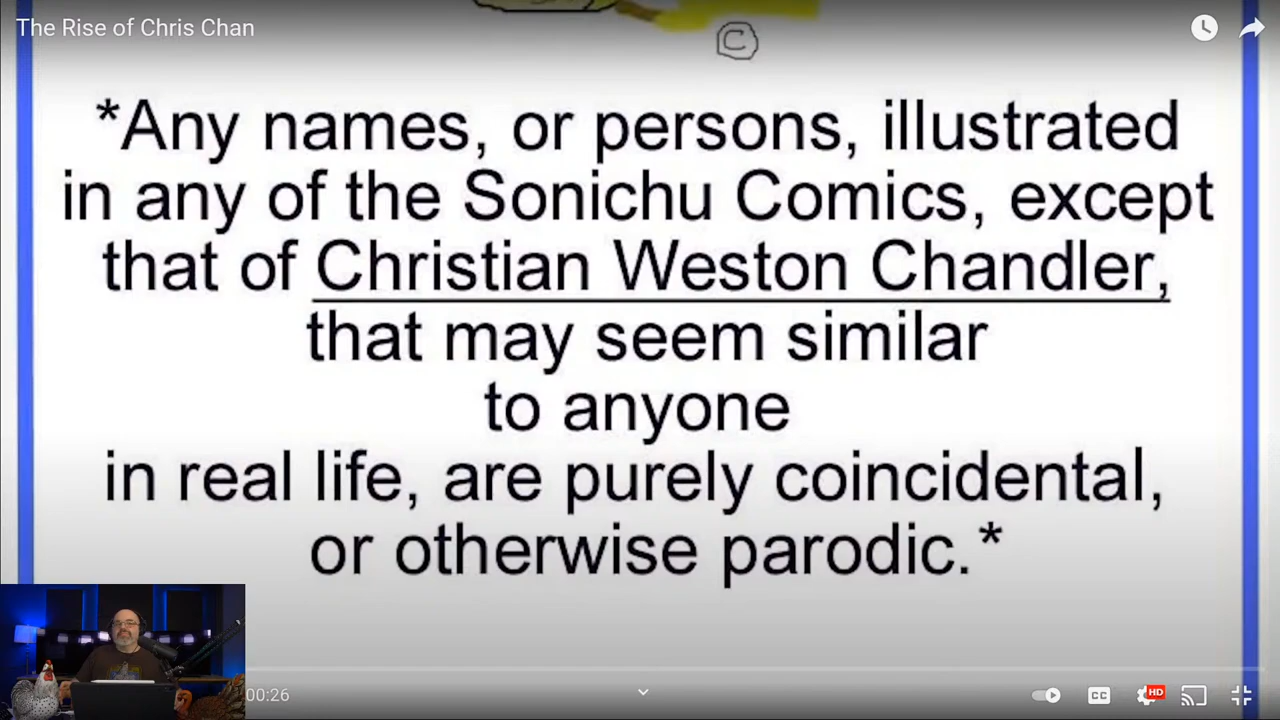 The Rise of Chris Chan
©
*Any names, or persons, illustrated
in any of the Sonichu Comics, except
that of Christian Weston Chandler,
that may seem similar
to anyone
in real life, are purely coincidental,
or otherwise parodic.*
00:26
CC
HD